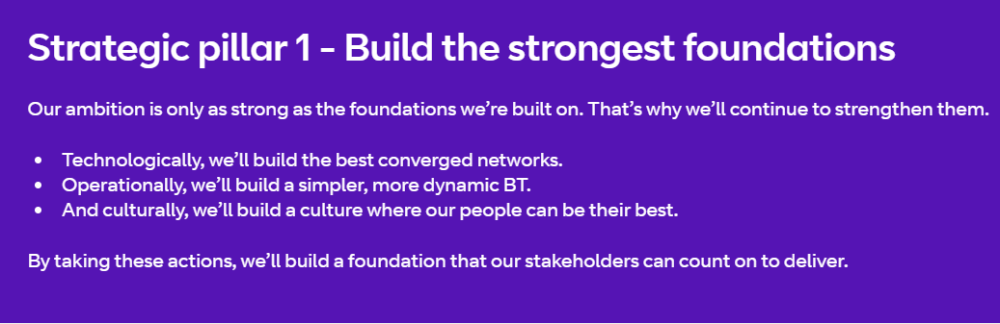 Strategic pillar 1 - Build the strongest foundations
Our ambition is only as strong as the foundations we’re built on. That’s why we’ll continue to strengthen them.
• Technologically, we’ll build the best converged networks.
• Operationally, we’ll build a simpler, more dynamic BT.
• And culturally, we’ll build a culture where our people can be their best.
By taking these actions, we’ll build a foundation that our stakeholders can count on to deliver.